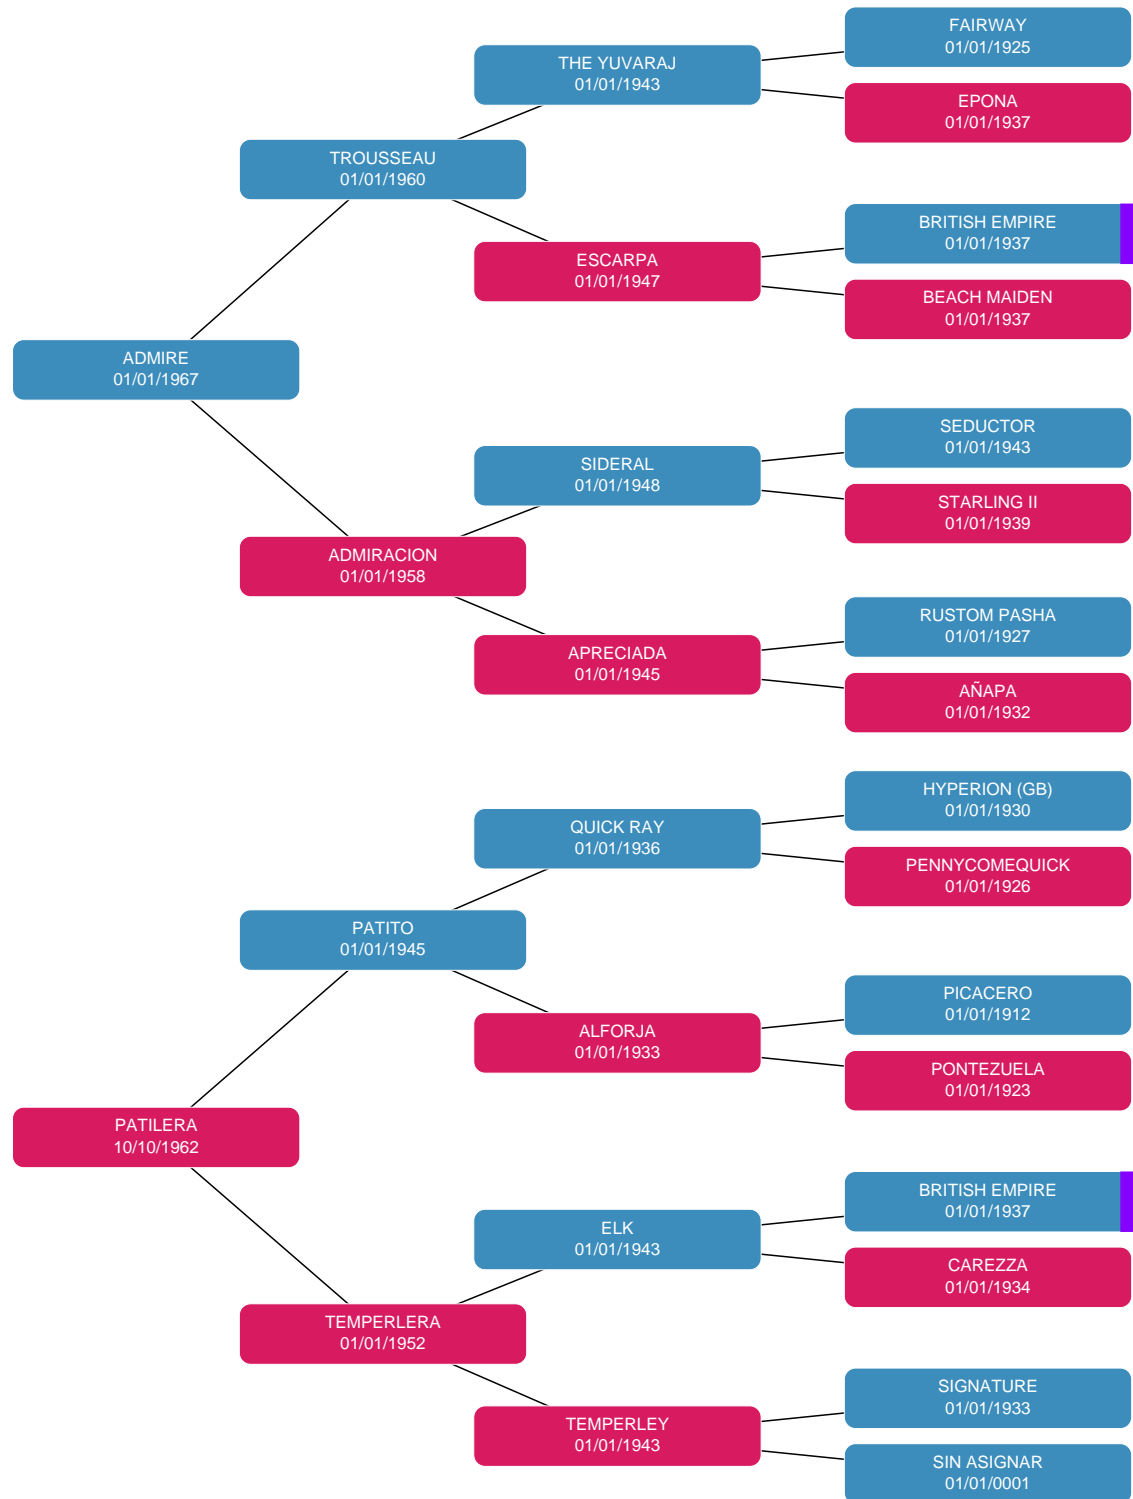 FAIRWAY
01/01/1925
THE YUVARAJ
01/01/1943
EPONA
01/01/1937
TROUSSEAU
01/01/1960
BRITISH EMPIRE
01/01/1937
ESCARPA
01/01/1947
BEACH MAIDEN
01/01/1937
ADMIRE
01/01/1967
SEDUCTOR
01/01/1943
SIDERAL
01/01/1948
STARLING II
01/01/1939
ADMIRACION
01/01/1958
RUSTOM PASHA
01/01/1927
APRECIADA
01/01/1945
AÑAPA
01/01/1932
HYPERION (GB)
01/01/1930
QUICK RAY
01/01/1936
PENNYCOMEQUICK
01/01/1926
PATITO
01/01/1945
PICACERO
01/01/1912
ALFORJA
01/01/1933
PONTEZUELA
01/01/1923
PATILERA
10/10/1962
BRITISH EMPIRE
01/01/1937
ELK
01/01/1943
CAREZZA
01/01/1934
TEMPERLERA
01/01/1952
SIGNATURE
01/01/1933
TEMPERLEY
01/01/1943
SIN ASIGNAR
01/01/0001